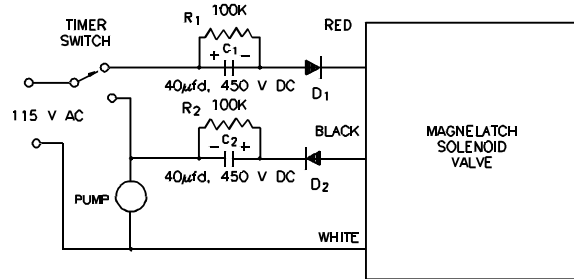 TIMER
SWITCH
115 V AC
PUMP
R1
100K
+ C1 -
40µfd, 450 V DC
D1
RED
R2
100K
- C2 +
40µfd, 450 V DC
D2
BLACK
WHITE
MAGNELATCH
SOLENOID
VALVE